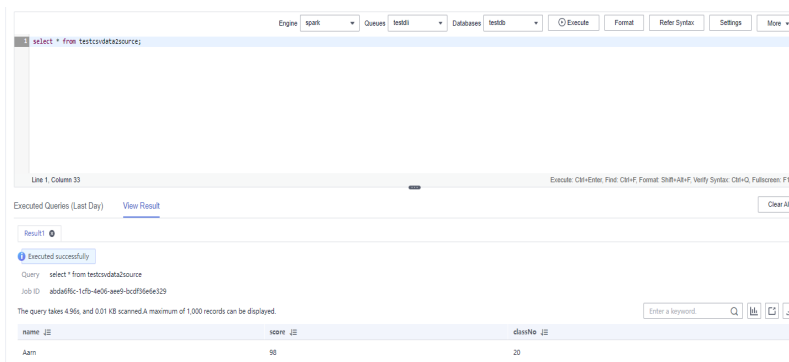 Engine spark Queues testdli Databases testdb Execute Format Refer Syntax Settings More
1 select * from testcsvdata2source;
Line 1, Column 33 Execute: Ctrl+Enter, Find: Ctrl+F, Format: Shift+Alt+F, Verify Syntax: Ctrl+Q, Fullscreen: F1
Executed Queries (Last Day) View Result Clear Al
Result1
Executed successfully
Query select * from testcsvdata2source
Job ID abda6f6c-1cfb-4e06-aee9-bcdf36e6e329
The query takes 4.96s, and 0.01 KB scanned.A maximum of 1,000 records can be displayed. Enter a keyword.
name score classNo
Aarn 98 20